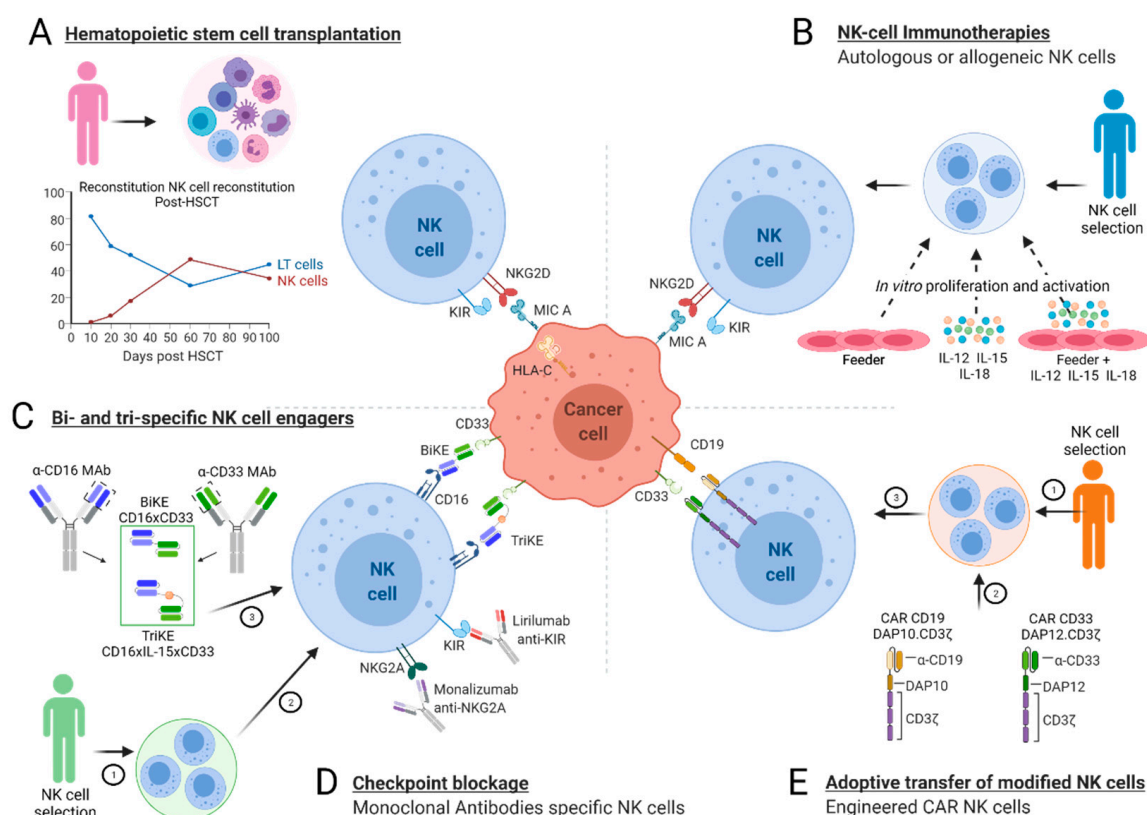 A Hematopoietic stem cell transplantation
Reconstitution NK cell reconstitution
Post-HSCT
100
80
60
40
20
0
LT cells
NK cells
0 10 20 30 40 50 60 70 80 90 100
Days post HSCT
NK
cell
NKG2D
KIR
MIC A
HLA-C
Cancer
cell
B NK-cell Immunotherapies
Autologous or allogeneic NK cells
NK
cell
NKG2D
KIR
MIC A
NK cell
selection
In vitro proliferation and activation
Feeder
IL-12 IL-15
IL-18
Feeder +
IL-12 IL-15 IL-18
C Bi- and tri-specific NK cell engagers
α-CD16 MAb
α-CD33 MAb
BiKE
CD16xCD33
TriKE
CD16xIL-15xCD33
3
2
1
NK cell
selection
CD33
BiKE
CD16
TriKE
NK
cell
KIR
Lirilumab
anti-KIR
NKG2A
Monalizumab
anti-NKG2A
D Checkpoint blockage
Monoclonal Antibodies specific NK cells
CD19
CD33
NK
cell
NK cell
selection
3
1
2
CAR CD19
DAP10.CD3ζ
α-CD19
DAP10
CD3ζ
CAR CD33
DAP12.CD3ζ
α-CD33
DAP12
CD3ζ
E Adoptive transfer of modified NK cells
Engineered CAR NK cells